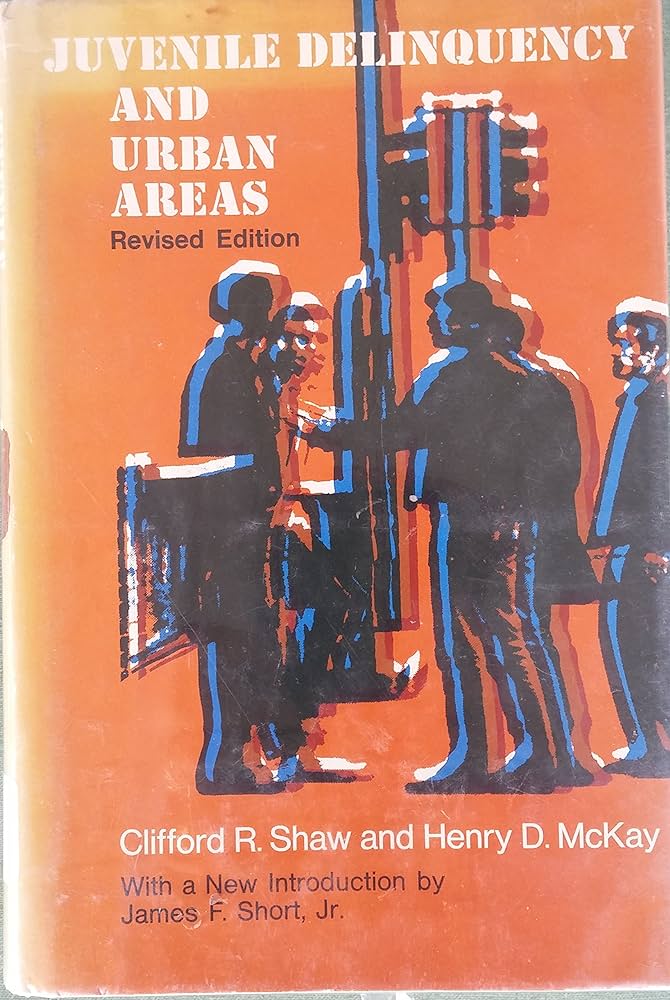 JUVENILE DELINQUENCY
AND
URBAN
AREAS
Revised Edition
Clifford R. Shaw and Henry D. McKay
With a New Introduction by
James F. Short, Jr.